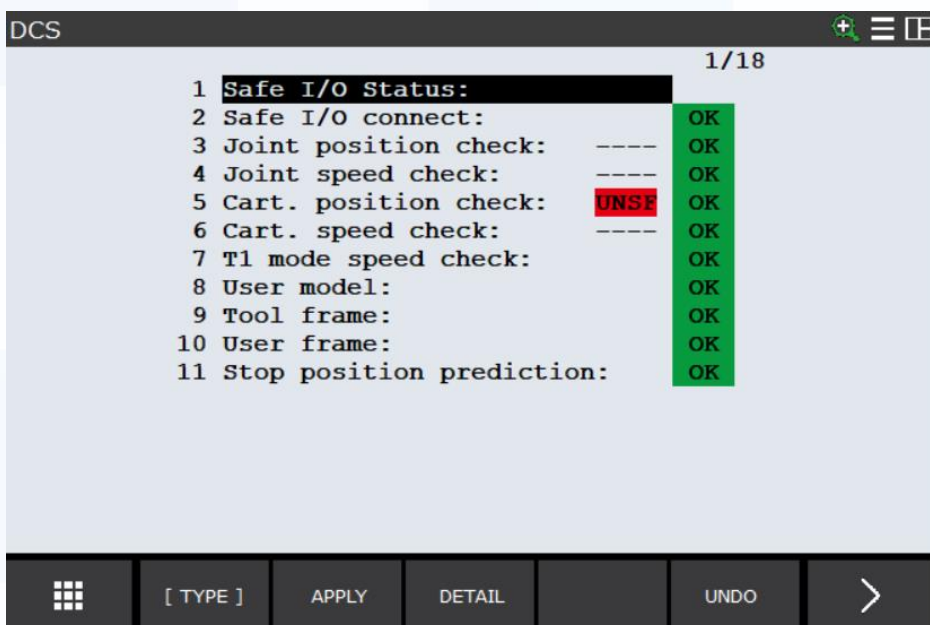 DCS
1/18
1 Safe I/O Status:
2 Safe I/O connect: OK
3 Joint position check: ---- OK
4 Joint speed check: ---- OK
5 Cart. position check: UNSF OK
6 Cart. speed check: ---- OK
7 T1 mode speed check: OK
8 User model: OK
9 Tool frame: OK
10 User frame: OK
11 Stop position prediction: OK
[ TYPE ] APPLY DETAIL UNDO >